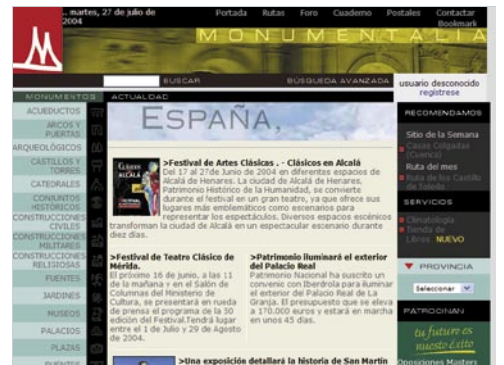 martes, 27 de julio de 2004
Portada Rutas Foro Cuaderno Postales Contactar
Bookmark
MONUMENTALIA
BUSCAR BÚSQUEDA AVANZADA
usuario desconocido
regístrese
MONUMENTOS
ACUEDUCTOS
ARCOS Y PUERTAS
ARQUEOLÓGICOS
CASTILLOS Y TORRES
CATEDRALES
CONJUNTOS HISTÓRICOS
CONSTRUCCIONES CIVILES
CONSTRUCCIONES MILITARES
CONSTRUCCIONES RELIGIOSAS
FUENTES
JARDINES
MUSEOS
PALACIOS
PLAZAS
PUENTES
ACTUALIDAD
ESPAÑA,
Clásicos
en
ALCALÁ
>Festival de Artes Clásicas . - Clásicos en Alcalá
Del 17 al 27de Junio de 2004 en diferentes espacios de
Alcalá de Henares. La ciudad de Alcalá de Henares,
Patrimonio Histórico de la Humanidad, se convierte
durante el festival en un gran teatro, ya que ofrece sus
lugares más emblemáticos como escenarios para
representar los espectáculos. Diversos espacios escénicos
transforman la ciudad de Alcalá en un espectacular escenario durante
diez días.
>Festival de Teatro Clásico de
Mérida.
El próximo 16 de junio, a las 11
de la mañana - en el Salón de
Columnas del Ministerio de
Cultura, se presentará en rueda
de prensa el programa de la 50
edición del Festival.Tendrá lugar
entre el 1 de Julio y 29 de Agosto
de 2004.
>Patrimonio iluminará el exterior
del Palacio Real
Patrimonio Nacional ha suscrito un
convenio con Iberdrola para iluminar
el exterior del Palacio Real de La
Granja. El presupuesto que se eleva
a 170.000 euros y estará en marcha
en unos 45 días.
>Una exposición detallará la historia de San Martín
RECOMENDAMOS
Sitio de la Semana
Casas Colgadas
(Cuenca)
Ruta del mes
Ruta de los Castillo
de Toledo
SERVICIOS
Climatología
Tienda de
Libros NUEVO
PROVINCIA
Seleccionar
PATROCINAN
tu futuro es
nuestro éxito
Oposiciones Masters